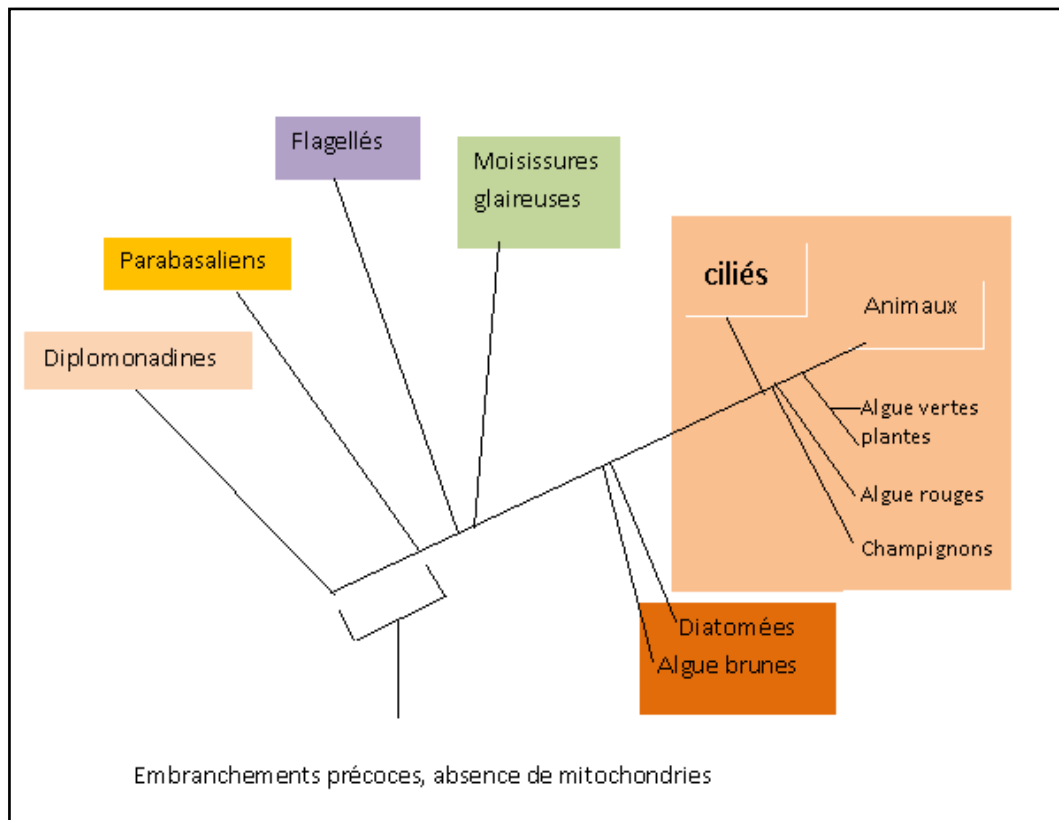 Flagellés
Moisissures
glaireuses
Parabasaliens
ciliés
Animaux
Diplomonadines
Algue vertes
plantes
Algue rouges
Champignons
Diatomées
Algue brunes
Embranchements précoces, absence de mitochondries